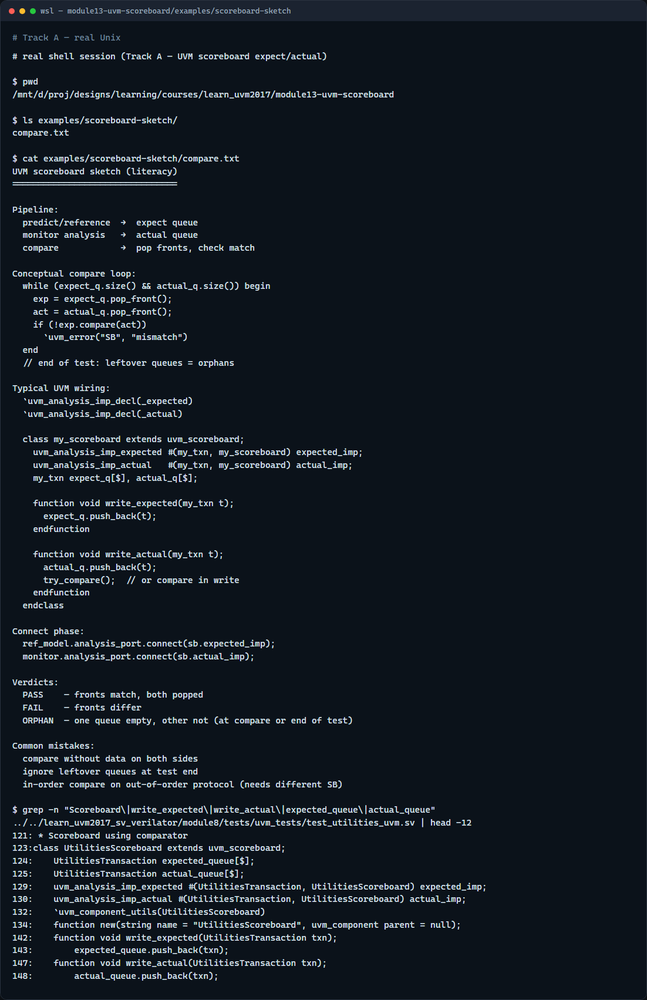 wsl — module13-uvm-scoreboard/examples/scoreboard-sketch
# Track A — real Unix
# real shell session (Track A — UVM scoreboard expect/actual)
$ pwd
/mnt/d/proj/designs/learning/courses/learn_uvm2017/module13-uvm-scoreboard
$ ls examples/scoreboard-sketch/
compare.txt
$ cat examples/scoreboard-sketch/compare.txt
UVM scoreboard sketch (literacy)
================================
Pipeline:
  predict/reference  →  expect queue
  monitor analysis   →  actual queue
  compare            →  pop fronts, check match
Conceptual compare loop:
  while (expect_q.size() && actual_q.size()) begin
    exp = expect_q.pop_front();
    act = actual_q.pop_front();
    if (!exp.compare(act))
      `uvm_error("SB", "mismatch")
  end
  // end of test: leftover queues = orphans
Typical UVM wiring:
  `uvm_analysis_imp_decl(_expected)
  `uvm_analysis_imp_decl(_actual)
  class my_scoreboard extends uvm_scoreboard;
    uvm_analysis_imp_expected #(my_txn, my_scoreboard) expected_imp;
    uvm_analysis_imp_actual   #(my_txn, my_scoreboard) actual_imp;
    my_txn expect_q[$], actual_q[$];
    function void write_expected(my_txn t);
      expect_q.push_back(t);
    endfunction
    function void write_actual(my_txn t);
      actual_q.push_back(t);
      try_compare();  // or compare in write
    endfunction
  endclass
Connect phase:
  ref_model.analysis_port.connect(sb.expected_imp);
  monitor.analysis_port.connect(sb.actual_imp);
Verdicts:
  PASS    — fronts match, both popped
  FAIL    — fronts differ
  ORPHAN  — one queue empty, other not (at compare or end of test)
Common mistakes:
  compare without data on both sides
  ignore leftover queues at test end
  in-order compare on out-of-order protocol (needs different SB)
$ grep -n "Scoreboard\|write_expected\|write_actual\|expected_queue\|actual_queue"
../../learn_uvm2017_sv_verilator/module8/tests/uvm_tests/test_utilities_uvm.sv | head -12
121: * Scoreboard using comparator
123:class UtilitiesScoreboard extends uvm_scoreboard;
124:    UtilitiesTransaction expected_queue[$];
125:    UtilitiesTransaction actual_queue[$];
129:    uvm_analysis_imp_expected #(UtilitiesTransaction, UtilitiesScoreboard) expected_imp;
130:    uvm_analysis_imp_actual #(UtilitiesTransaction, UtilitiesScoreboard) actual_imp;
132:    `uvm_component_utils(UtilitiesScoreboard)
134:    function new(string name = "UtilitiesScoreboard", uvm_component parent = null);
142:    function void write_expected(UtilitiesTransaction txn);
143:        expected_queue.push_back(txn);
147:    function void write_actual(UtilitiesTransaction txn);
148:        actual_queue.push_back(txn);